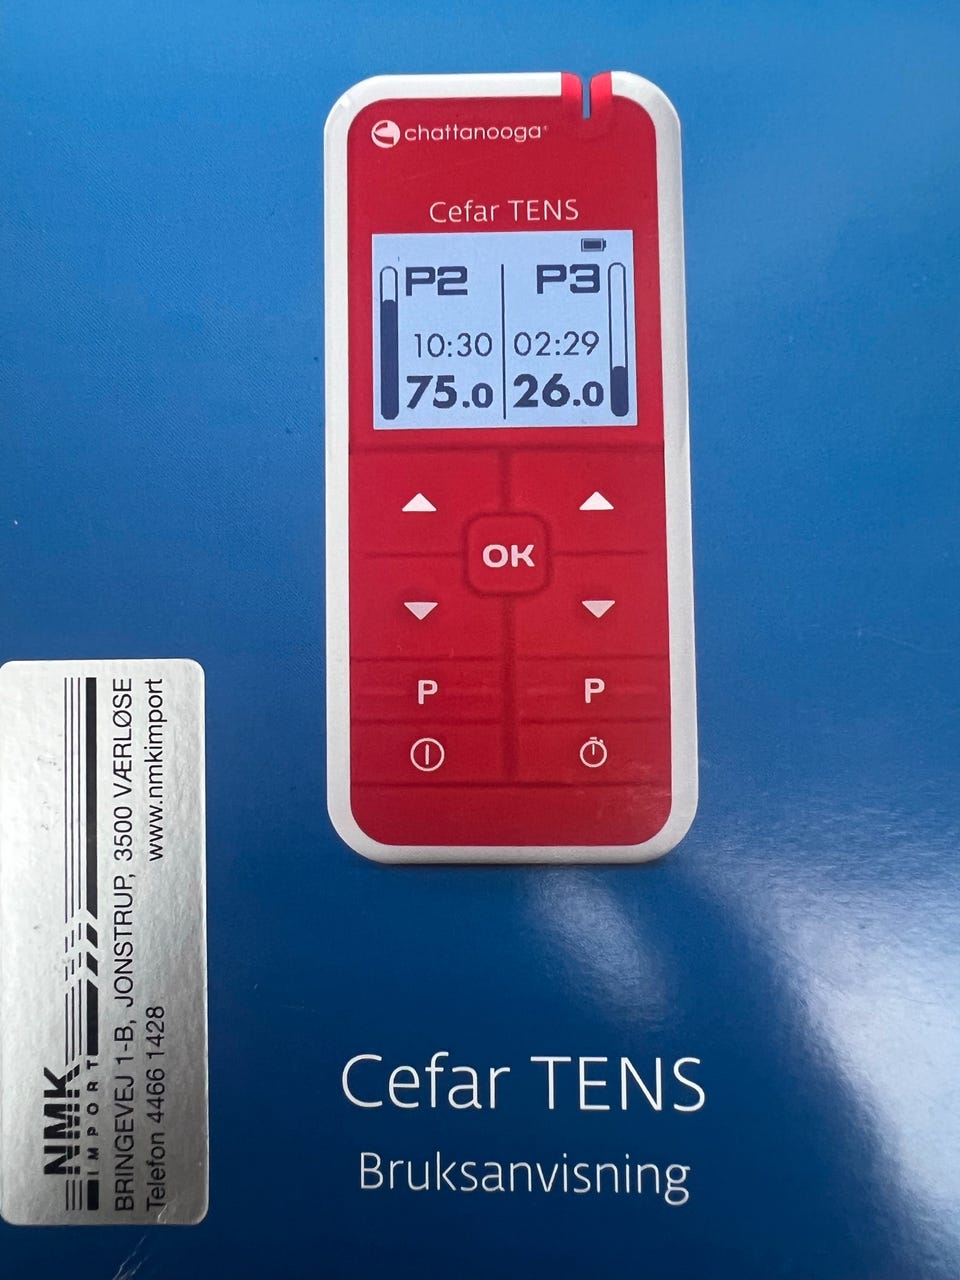 chattanooga
Cefar TENS
P2 P3
10:30 02:29
75.0 26.0
OK
P P
NMK
IMPORT
BRINGEVEJ 1-B, JONSTRUP, 3500 VÆRLØSE
Telefon 4466 1428 www.nmkimport
Cefar TENS
Bruksanvisning